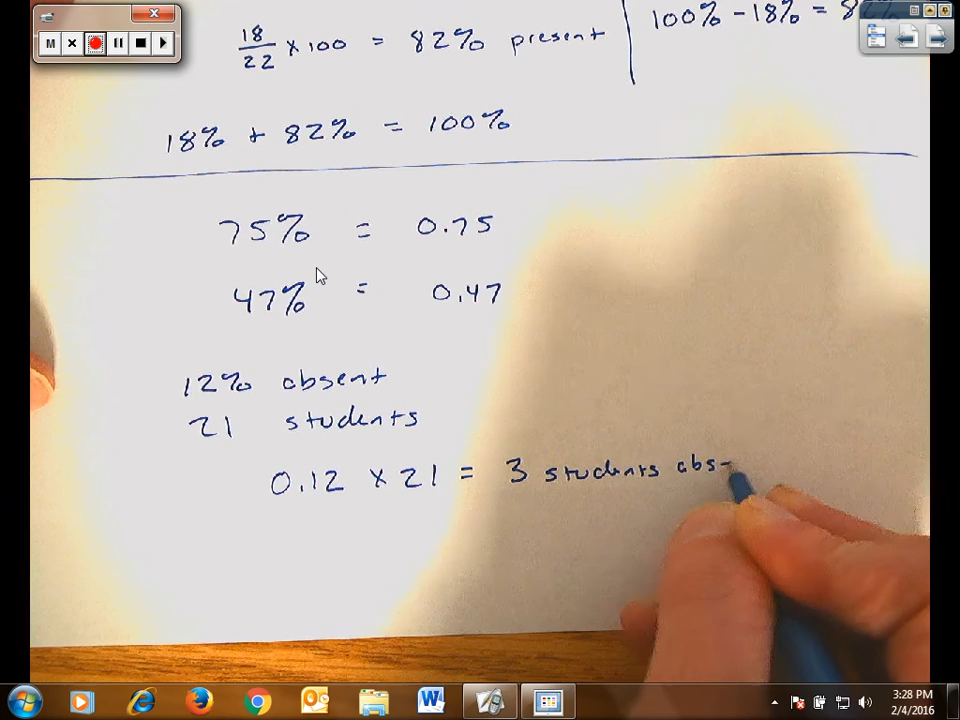 18/22 x 100 = 82% present
100% - 18% = 82%
18% + 82% = 100%
75% = 0.75
47% = 0.47
12% absent
21 students
0.12 x 21 = 3 students abs
M
3:28 PM
2/4/2016